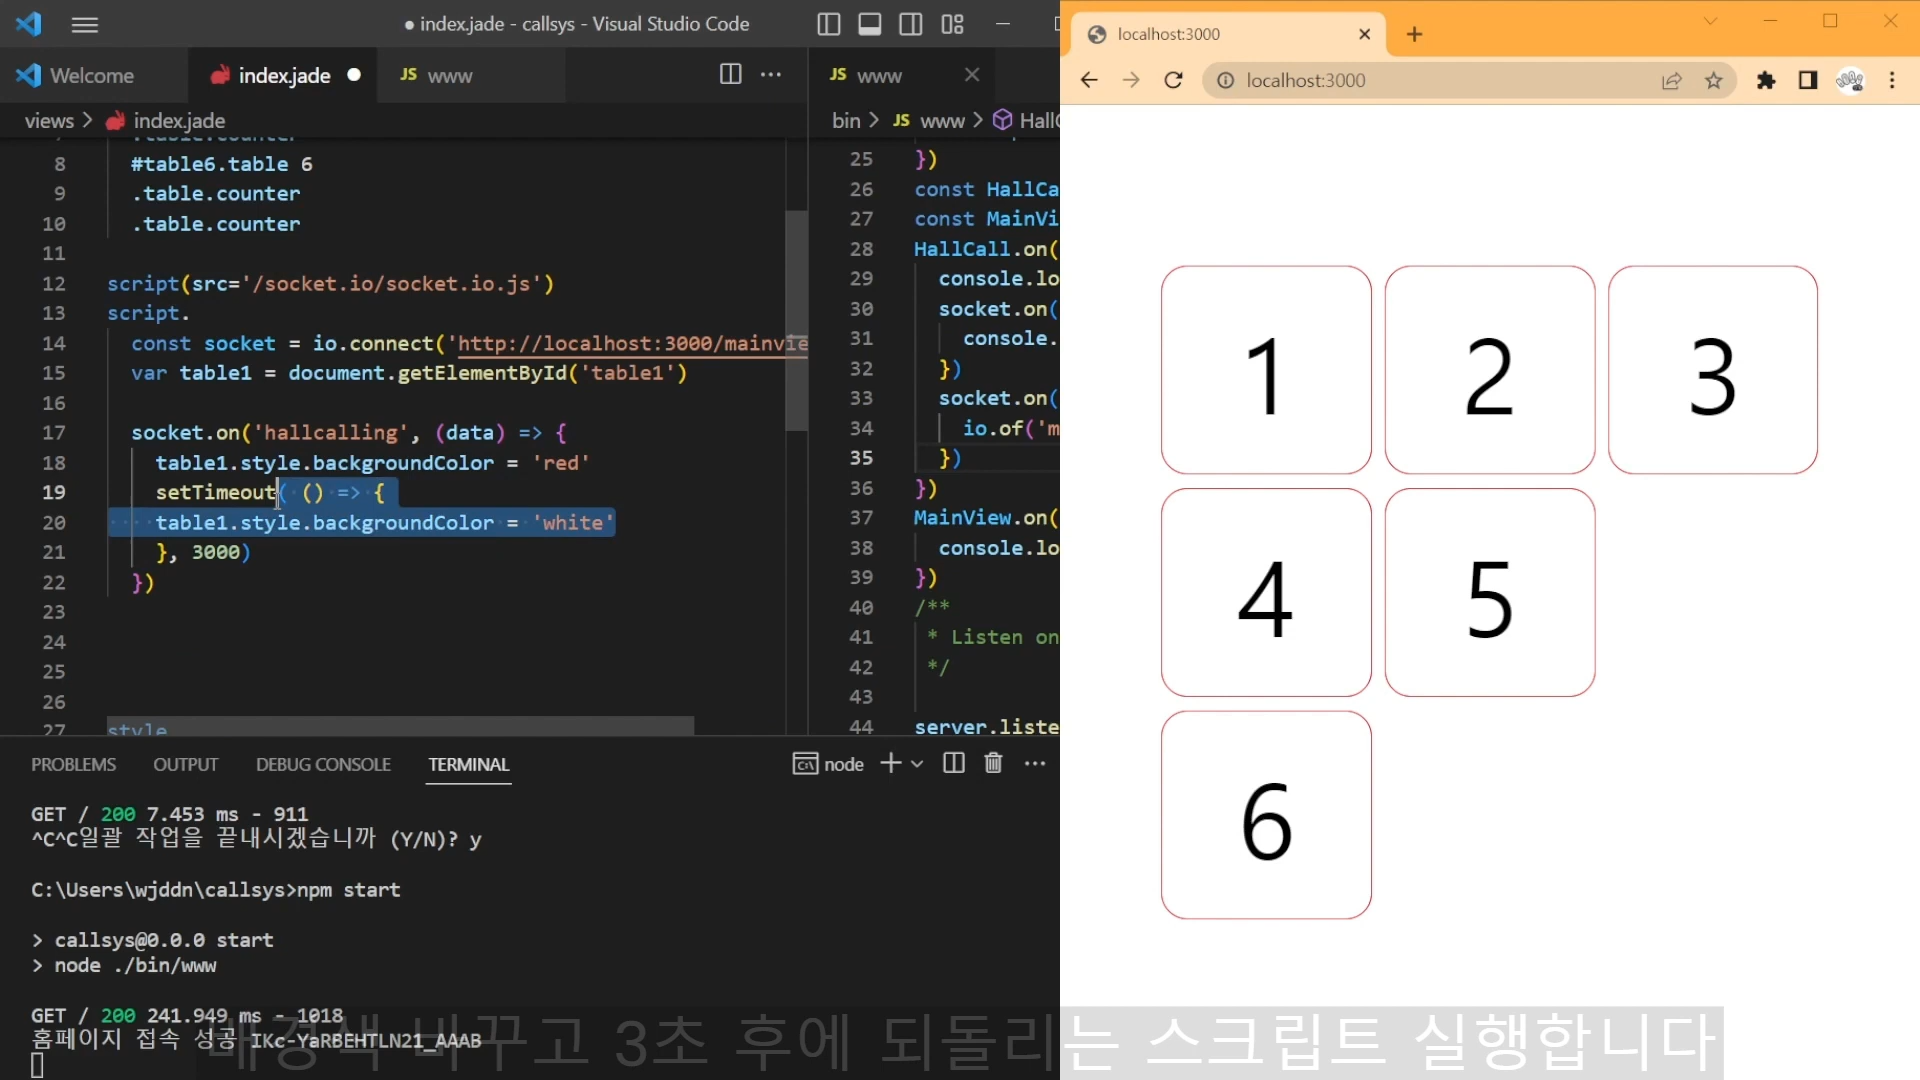 index.jade - callsys - Visual Studio Code
Welcome
index.jade
JS www
views > index.jade
8 #table6.table 6
9 .table.counter
10 .table.counter
11
12 script(src='/socket.io/socket.io.js')
13 script.
14 const socket = io.connect('http://localhost:3000/mainvie
15 var table1 = document.getElementById('table1')
16
17 socket.on('hallcalling', (data) => {
18 table1.style.backgroundColor = 'red'
19 setTimeout( () => {
20 table1.style.backgroundColor = 'white'
21 }, 3000)
22 })
23
24
25
26
27 style
JS www
bin > JS www > HallC
25 })
26 const HallCa
27 const MainVi
28 HallCall.on(
29 console.lo
30 socket.on(
31 console.
32 })
33 socket.on(
34 io.of('m
35 })
36 })
37 MainView.on(
38 console.lo
39 })
40 /**
41 * Listen on
42 */
43
44 server.liste
PROBLEMS OUTPUT DEBUG CONSOLE TERMINAL
node
GET / 200 7.453 ms - 911
^C^C일괄 작업을 끝내시겠습니까 (Y/N)? y
C:\Users\wjddn\callsys>npm start
> callsys@0.0.0 start
> node ./bin/www
GET / 200 241.949 ms - 1018
홈페이지 접속 성공 IKc-YaRBEHTLN21_AAAB
localhost:3000
localhost:3000
1 2 3
4 5
6
배경색 바꾸고 3초 후에 되돌리는 스크립트 실행합니다